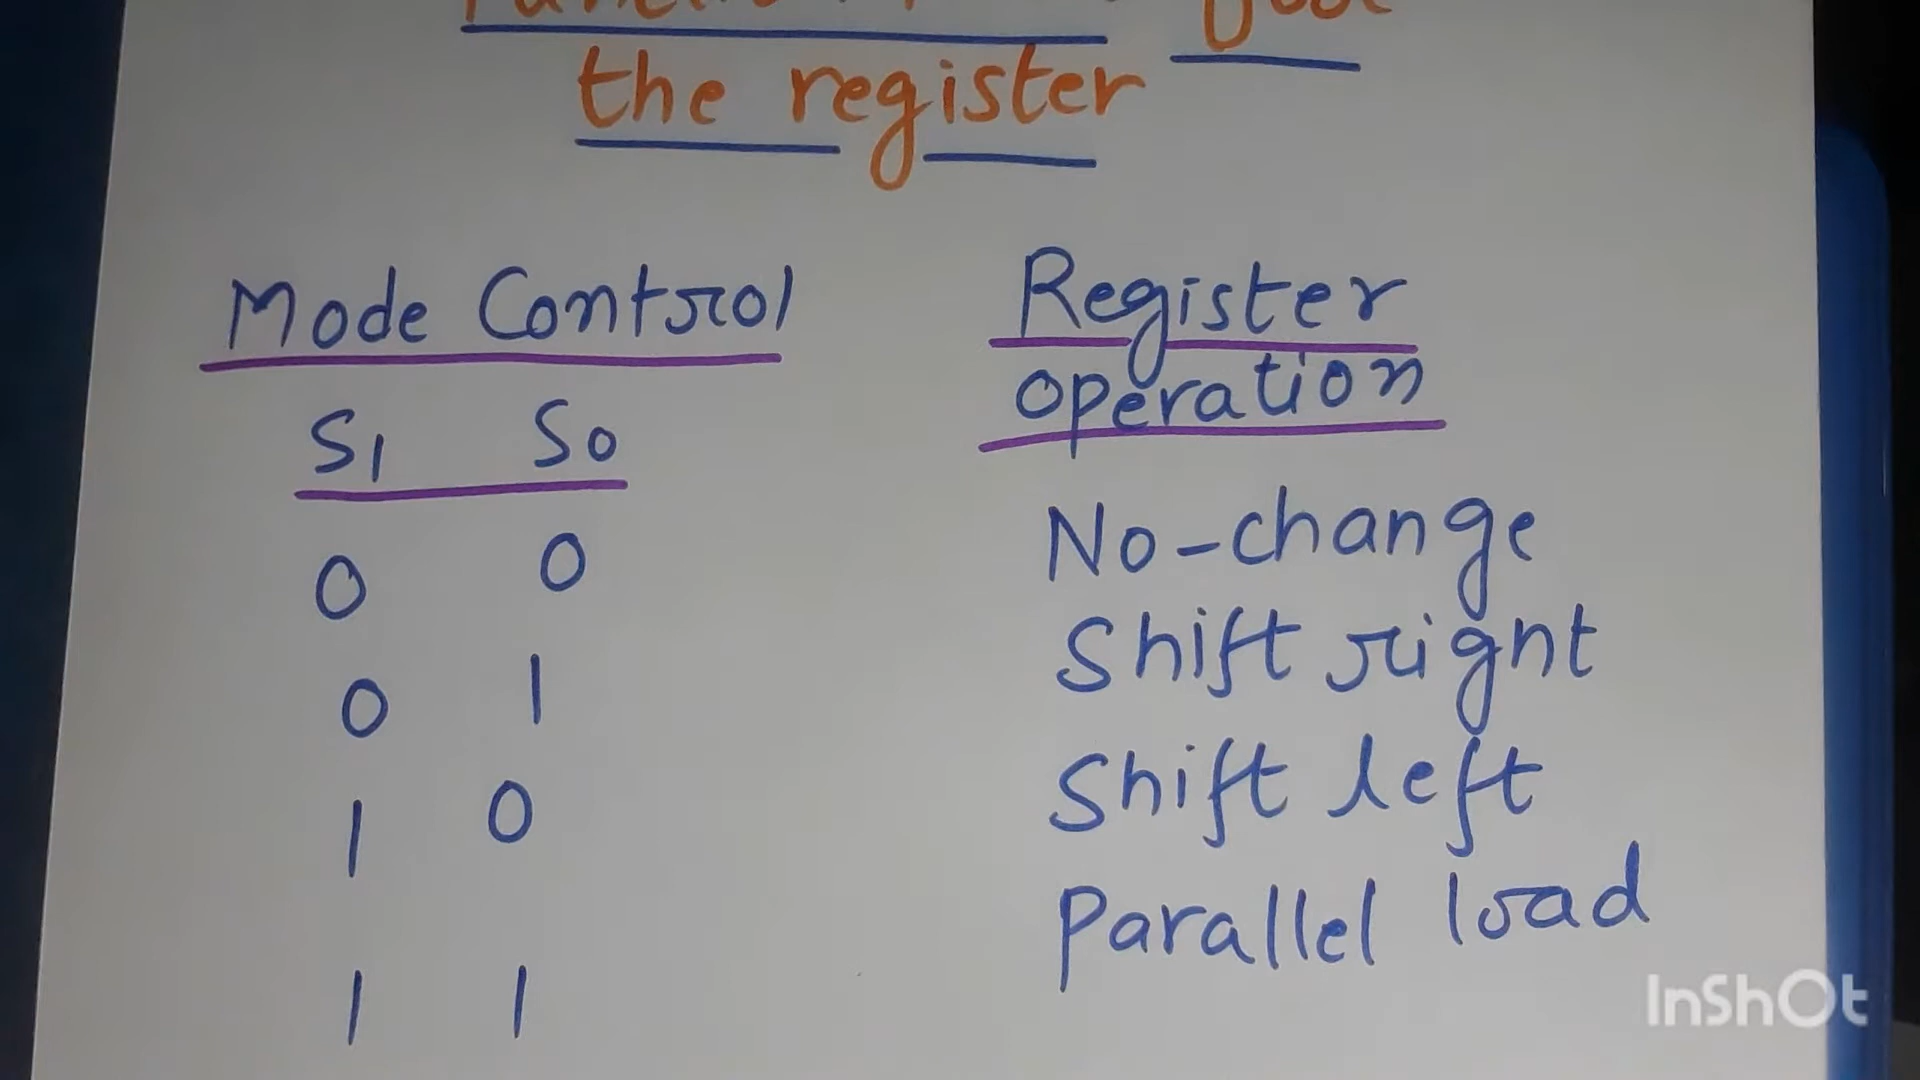 the register
Mode Control
Register
operation
S1 S0
0 0 No-change
0 1 Shift right
1 0 Shift left
1 1 Parallel load
InShOt